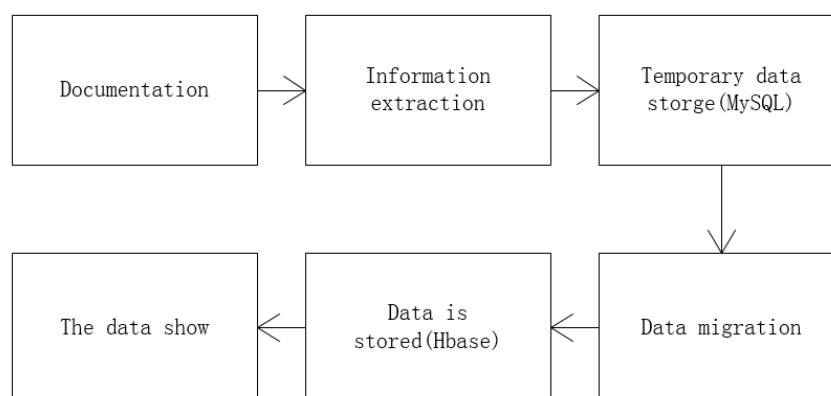 Documentation
Information
extraction
Temporary data
storge(MySQL)
The data show
Data is
stored(Hbase)
Data migration